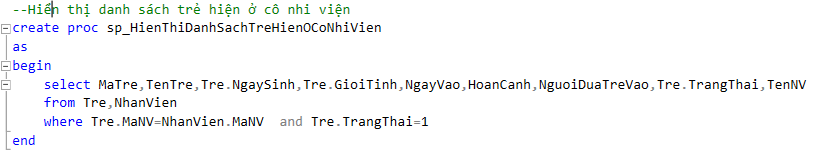 --Hiển thị danh sách trẻ hiện ở cô nhi viện
create proc sp_HienThiDanhSachTreHienOCoNhiVien
as
begin
select MaTre,TenTre,Tre.NgaySinh,Tre.GioiTinh,NgayVao,HoanCanh,NguoiDuaTreVao,Tre.TrangThai,TenNV
from Tre,NhanVien
where Tre.MaNV=NhanVien.MaNV  and Tre.TrangThai=1
end